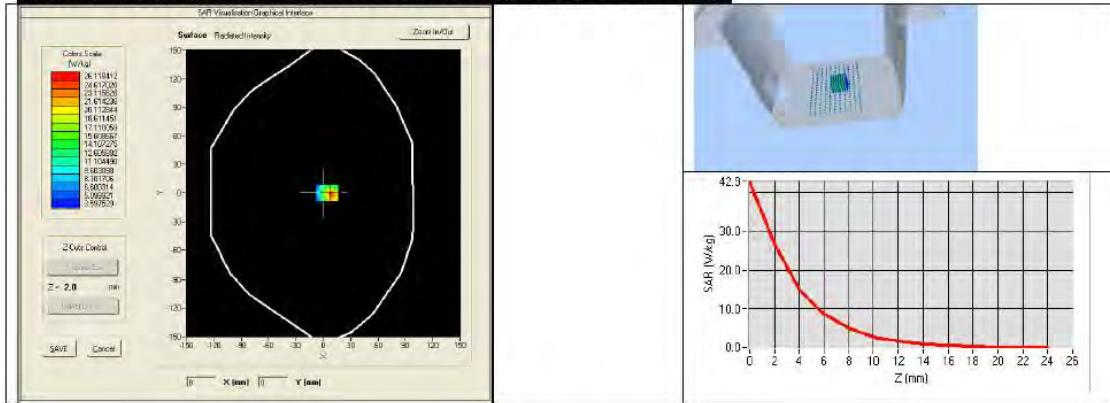 SAR Visualisation Graphical Interface
Surface Radiated Intensity
Zoom In/Out
Colors Scale
(W/kg)
26.118412
24.617020
23.115628
21.614236
20.112844
18.611451
17.110059
15.608667
14.107275
12.605882
11.104490
9.603098
8.101706
6.600314
5.098921
3.597529
150
120
90
60
30
0
-30
-60
-90
-120
-150
Y
-150 -120 -90 -60 -30 0 30 60 90 120 150
X
Z Cuts Control
Z = 2.0 mm
SAVE Cancel
8 X (mm) 0 Y (mm)
42.9
30.0
20.0
10.0
0.0
SAR (W/kg)
0 2 4 6 8 10 12 14 16 18 20 22 24 26
Z (mm)